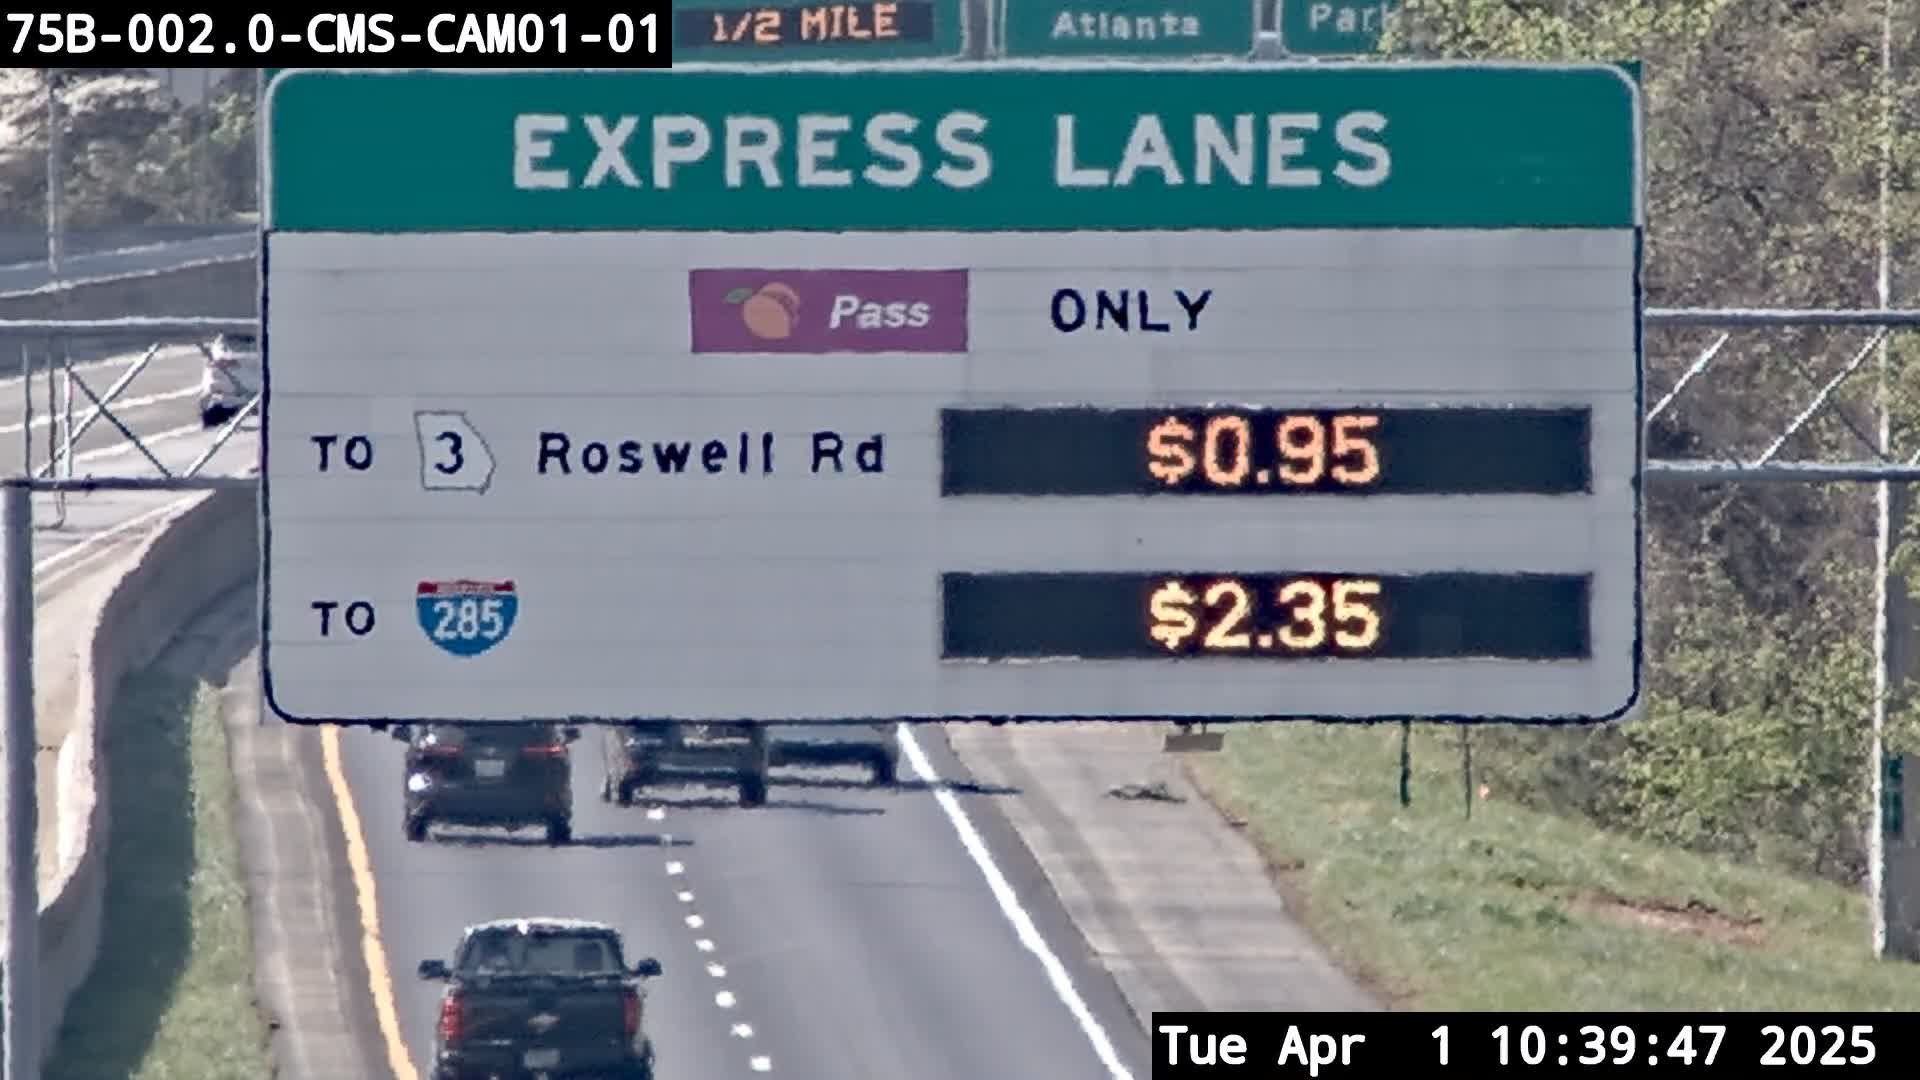 75B-002.0-CMS-CAM01-01
1/2 MILE
Atlanta
Park
EXPRESS LANES
Pass ONLY
TO 3 Roswell Rd $0.95
TO 285 $2.35
Tue Apr 1 10:39:47 2025